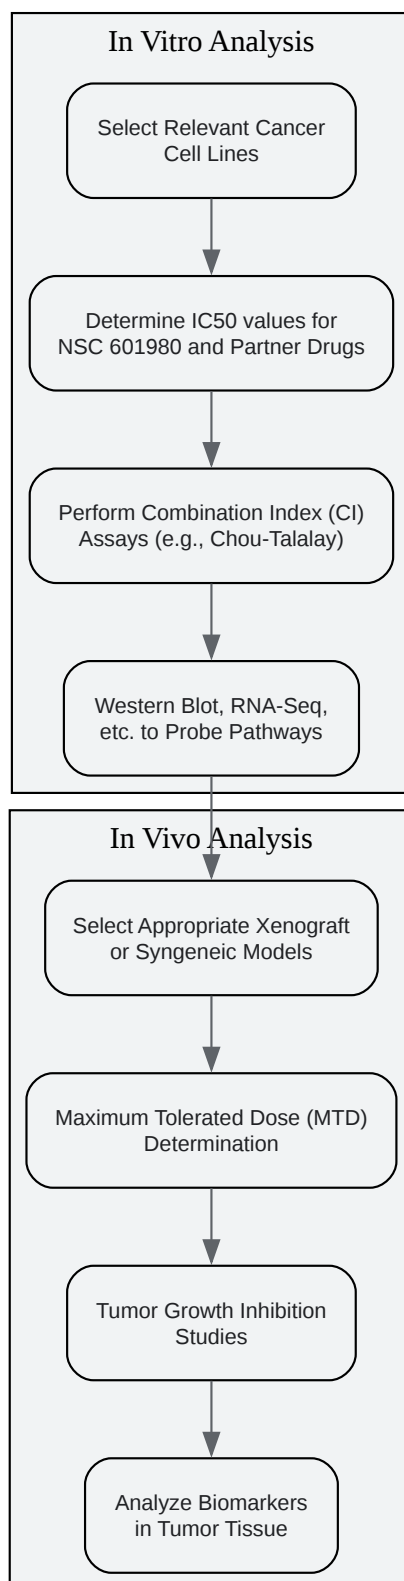 In Vitro Analysis
Select Relevant Cancer
Cell Lines
Determine IC50 values for
NSC 601980 and Partner Drugs
Perform Combination Index (CI)
Assays (e.g., Chou-Talalay)
Western Blot, RNA-Seq,
etc. to Probe Pathways
In Vivo Analysis
Select Appropriate Xenograft
or Syngeneic Models
Maximum Tolerated Dose (MTD)
Determination
Tumor Growth Inhibition
Studies
Analyze Biomarkers
in Tumor Tissue